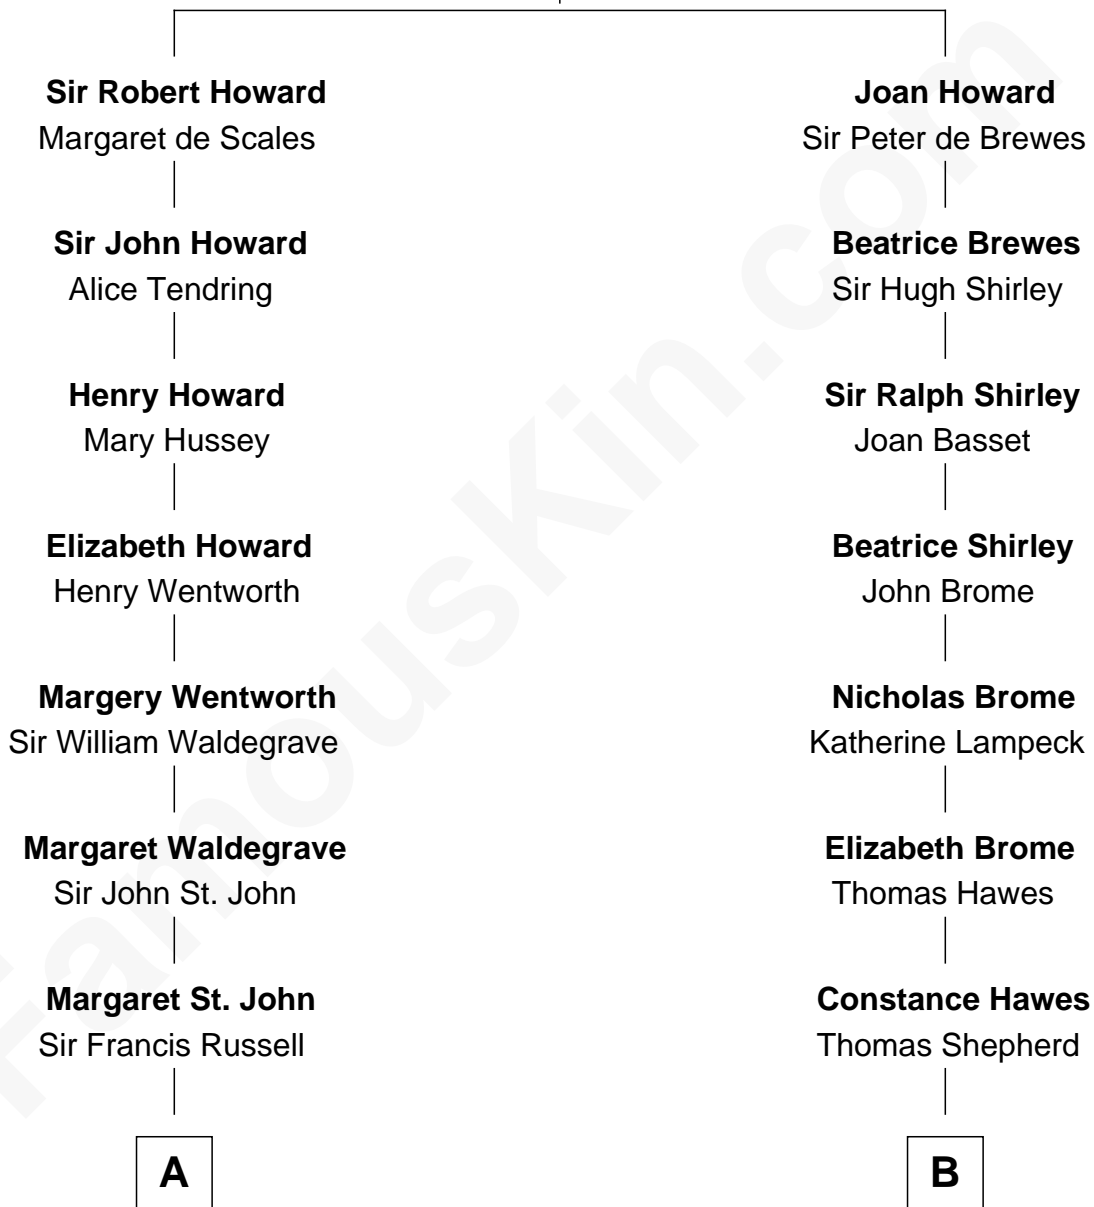 Sir Robert Howard
Margaret de Scales
Sir John Howard
Alice Tendring
Henry Howard
Mary Hussey
Elizabeth Howard
Henry Wentworth
Margery Wentworth
Sir William Waldegrave
Margaret Waldegrave
Sir John St. John
Margaret St. John
Sir Francis Russell
A
Joan Howard
Sir Peter de Brewes
Beatrice Brewes
Sir Hugh Shirley
Sir Ralph Shirley
Joan Basset
Beatrice Shirley
John Brome
Nicholas Brome
Katherine Lampeck
Elizabeth Brome
Thomas Hawes
Constance Hawes
Thomas Shepherd
B
FamousKin.com